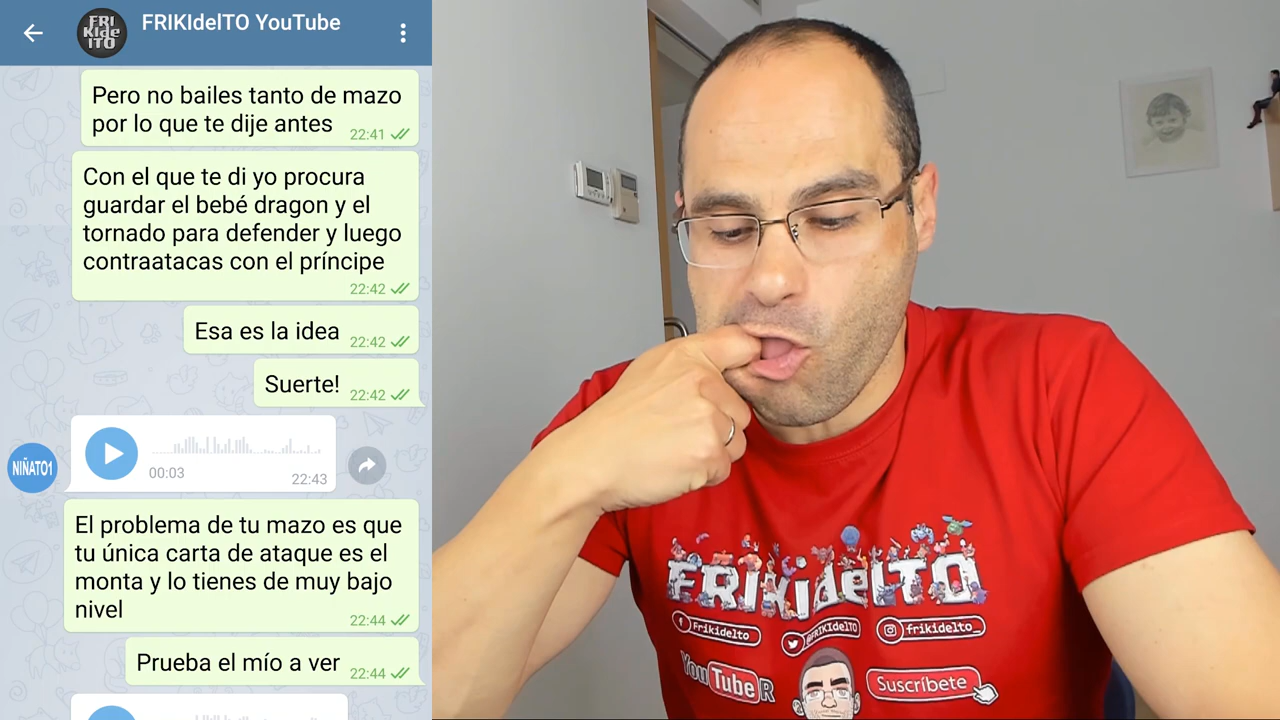 FRIKIdelTO YouTube
FRI
KIde
lTO
Pero no bailes tanto de mazo
por lo que te dije antes
22:41
Con el que te di yo procura
guardar el bebé dragon y el
tornado para defender y luego
contraatacas con el príncipe
22:42
Esa es la idea
22:42
Suerte!
22:42
NIÑATO1
00:03
22:43
El problema de tu mazo es que
tu única carta de ataque es el
monta y lo tienes de muy bajo
nivel
22:44
Prueba el mío a ver
22:44
FRIKIdelTO
Frikidelto
@FRIKIdelTO
frikidelto_
YouTubeR
Suscríbete